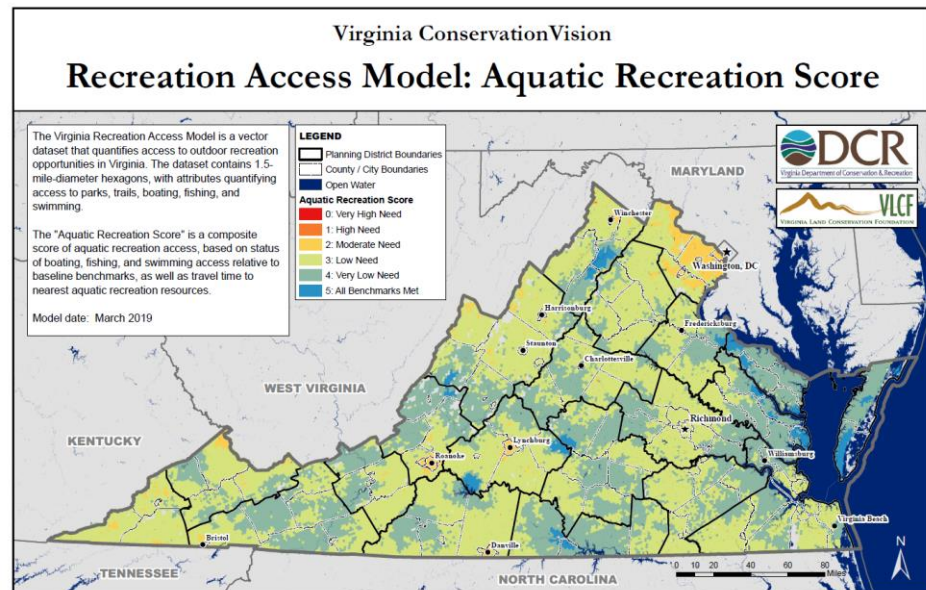 Virginia ConservationVision
Recreation Access Model: Aquatic Recreation Score
The Virginia Recreation Access Model is a vector
dataset that quantifies access to outdoor recreation
opportunities in Virginia. The dataset contains 1.5-
mile-diameter hexagons, with attributes quantifying
access to parks, trails, boating, fishing, and
swimming.
The "Aquatic Recreation Score" is a composite
score of aquatic recreation access, based on status
of boating, fishing, and swimming access relative to
baseline benchmarks, as well as travel time to
nearest aquatic recreation resources.
Model date: March 2019
LEGEND
Planning District Boundaries
County / City Boundaries
Open Water
Aquatic Recreation Score
0: Very High Need
1: High Need
2: Moderate Need
3: Low Need
4: Very Low Need
5: All Benchmarks Met
DCR
Virginia Department of Conservation & Recreation
VLCF
VIRGINIA LAND CONSERVATION FOUNDATION
MARYLAND
Winchester
Washington, DC
Harrisonburg
Fredericksburg
Staunton
Charlottesville
WEST VIRGINIA
Richmond
KENTUCKY
Lynchburg
Roanoke
Williamsburg
Virginia Beach
Bristol
Danville
TENNESSEE
NORTH CAROLINA
0 10 20 40 60 80
Miles
N